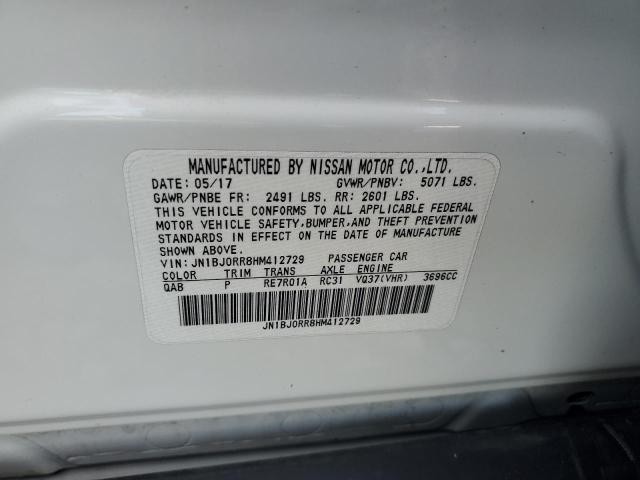 MANUFACTURED BY NISSAN MOTOR CO.,LTD.
DATE: 05/17 GVWR/PNBV: 5071 LBS.
GAWR/PNBE FR: 2491 LBS. RR: 2601 LBS.
THIS VEHICLE CONFORMS TO ALL APPLICABLE FEDERAL
MOTOR VEHICLE SAFETY,BUMPER,AND THEFT PREVENTION
STANDARDS IN EFFECT ON THE DATE OF MANUFACTURE
SHOWN ABOVE.
VIN: JN1BJ0RR8HM412729 PASSENGER CAR
COLOR TRIM TRANS AXLE ENGINE
QAB P RE7R01A RC31 VQ37(VHR) 3696CC
JN1BJ0RR8HM412729